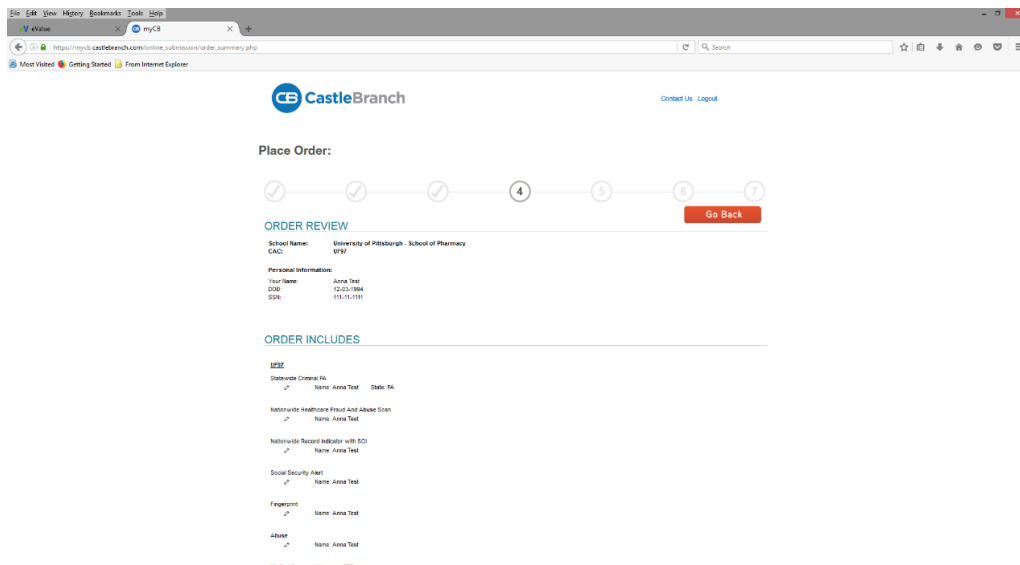 File Edit View History Bookmarks Tools Help
eValue myCB
https://mycb.castlebranch.com/online_submission/order_summary.php Search
Most Visited Getting Started From Internet Explorer
CB CastleBranch
Contact Us Logout
Place Order:
4 5 6 7
Go Back
ORDER REVIEW
School Name: University of Pittsburgh - School of Pharmacy
CAC: UF97
Personal Information:
Your Name: Anna Test
DOB: 12-03-1994
SSN: 111-11-1111
ORDER INCLUDES
UF97
Statewide Criminal PA
Name: Anna Test State: PA
Nationwide Healthcare Fraud And Abuse Scan
Name: Anna Test
Nationwide Record Indicator with SOI
Name: Anna Test
Social Security Alert
Name: Anna Test
Fingerprint
Name: Anna Test
Abuse
Name: Anna Test